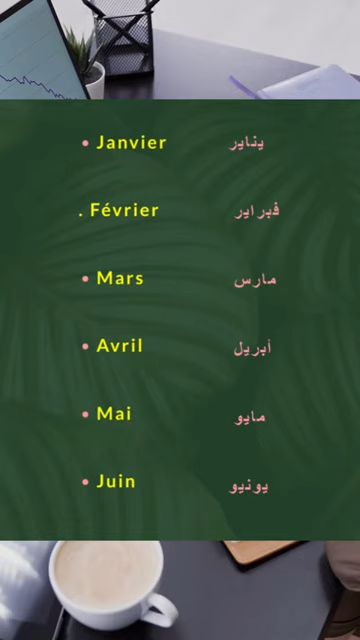 • Janvier يناير
. Février فبراير
• Mars مارس
• Avril أبريل
• Mai مايو
• Juin يونيو